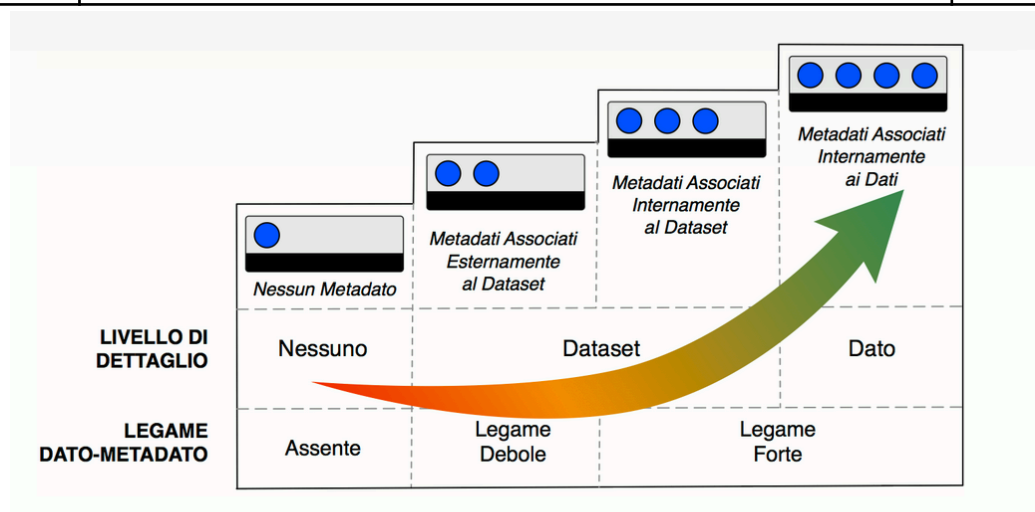 Metadati Associati
Internamente
ai Dati
Metadati Associati
Internamente
al Dataset
Metadati Associati
Esternamente
al Dataset
Nessun Metadato
LIVELLO DI
DETTAGLIO
Nessuno
Dataset
Dato
LEGAME
DATO-METADATO
Assente
Legame
Debole
Legame
Forte